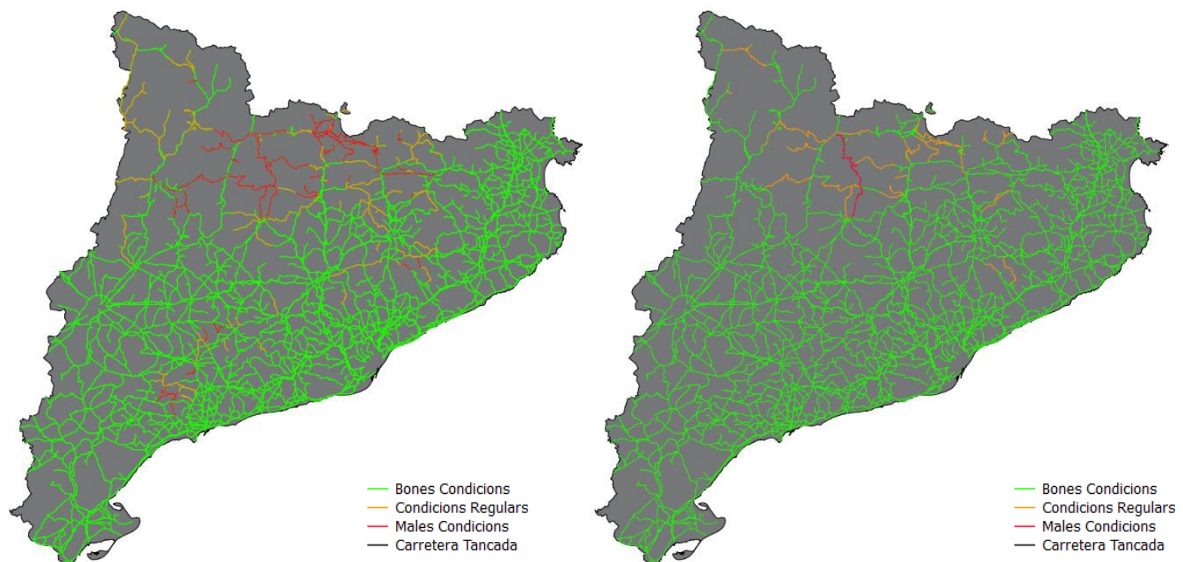 Bones Condicions
Condicions Regulars
Males Condicions
Carretera Tancada
Bones Condicions
Condicions Regulars
Males Condicions
Carretera Tancada